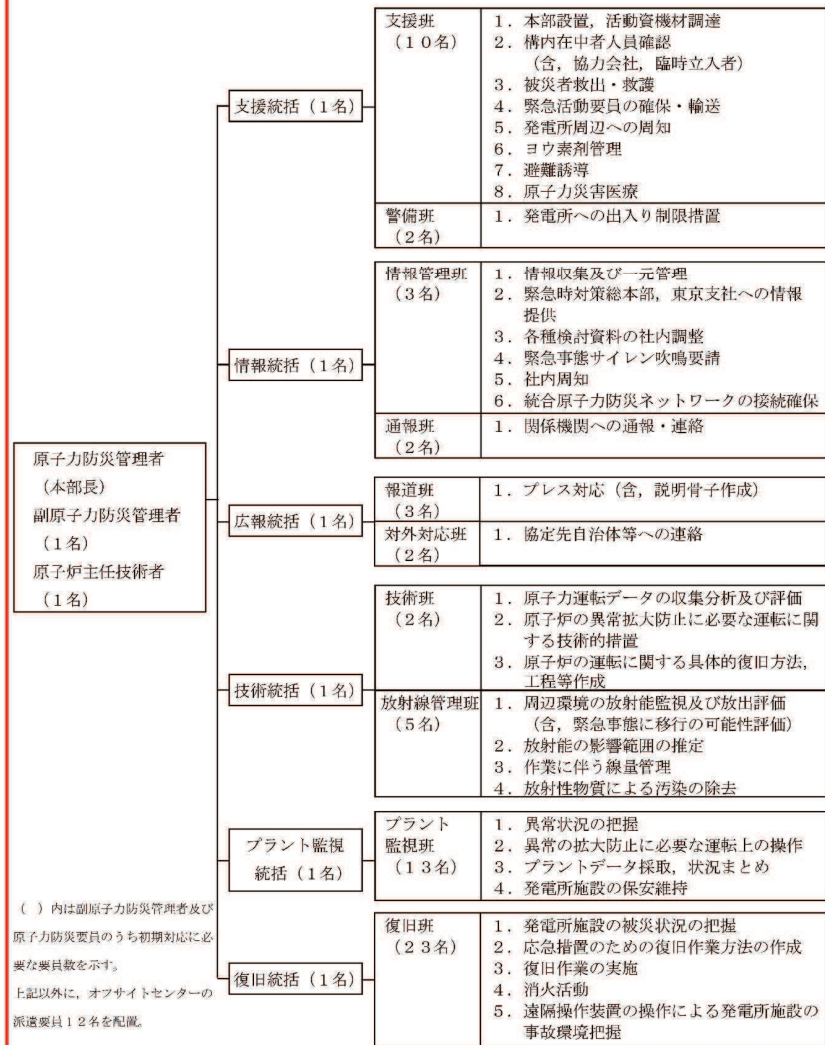 原子力防災管理者
(本部長)
副原子力防災管理者
(1名)
原子炉主任技術者
(1名)
支援統括(1名)
支援班
(10名)
1.本部設置,活動資機材調達
2.構内在中者人員確認
(含,協力会社,臨時立入者)
3.被災者救出・救護
4.緊急活動要員の確保・輸送
5.発電所周辺への周知
6.ヨウ素剤管理
7.避難誘導
8.原子力災害医療
警備班
(2名)
1.発電所への出入り制限措置
情報統括(1名)
情報管理班
(3名)
1.情報収集及び一元管理
2.緊急時対策総本部,東京支社への情報
提供
3.各種検討資料の社内調整
4.緊急事態サイレン吹鳴要請
5.社内周知
6.統合原子力防災ネットワークの接続確保
通報班
(2名)
1.関係機関への通報・連絡
広報統括(1名)
報道班
(3名)
1.プレス対応(含,説明骨子作成)
対外対応班
(2名)
1.協定先自治体等への連絡
技術統括(1名)
技術班
(2名)
1.原子力運転データの収集分析及び評価
2.原子炉の異常拡大防止に必要な運転に関
する技術的措置
3.原子炉の運転に関する具体的復旧方法,
工程等作成
放射線管理班
(5名)
1.周辺環境の放射能監視及び放出評価
(含,緊急事態に移行の可能性評価)
2.放射能の影響範囲の推定
3.作業に伴う線量管理
4.放射性物質による汚染の除去
プラント監視
統括(1名)
プラント
監視班
(13名)
1.異常状況の把握
2.異常の拡大防止に必要な運転上の操作
3.プラントデータ採取,状況まとめ
4.発電所施設の保安維持
復旧統括(1名)
復旧班
(23名)
1.発電所施設の被災状況の把握
2.応急措置のための復旧作業方法の作成
3.復旧作業の実施
4.消火活動
5.遠隔操作装置の操作による発電所施設の
事故環境把握
( )内は副原子力防災管理者及び
原子力防災要員のうち初期対応に必
要な要員数を示す。
上記以外に,オフサイトセンターの
派遣要員12名を配置。